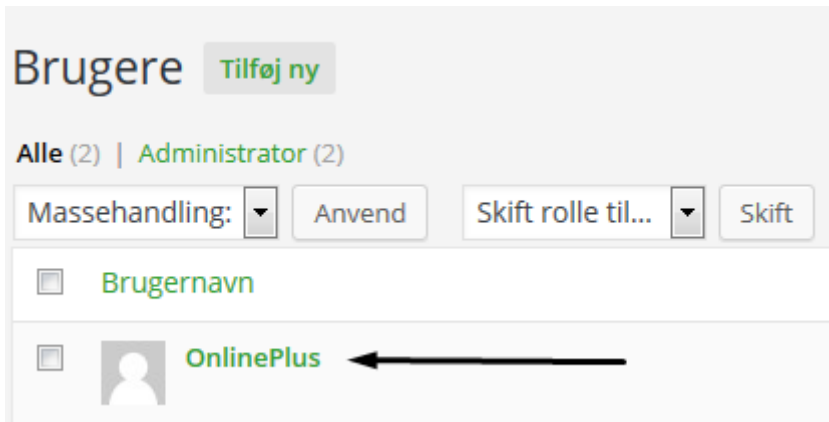 Brugere Tilføj ny
Alle (2) | Administrator (2)
Massehandling: Anvend Skift rolle til... Skift
Brugernavn
OnlinePlus